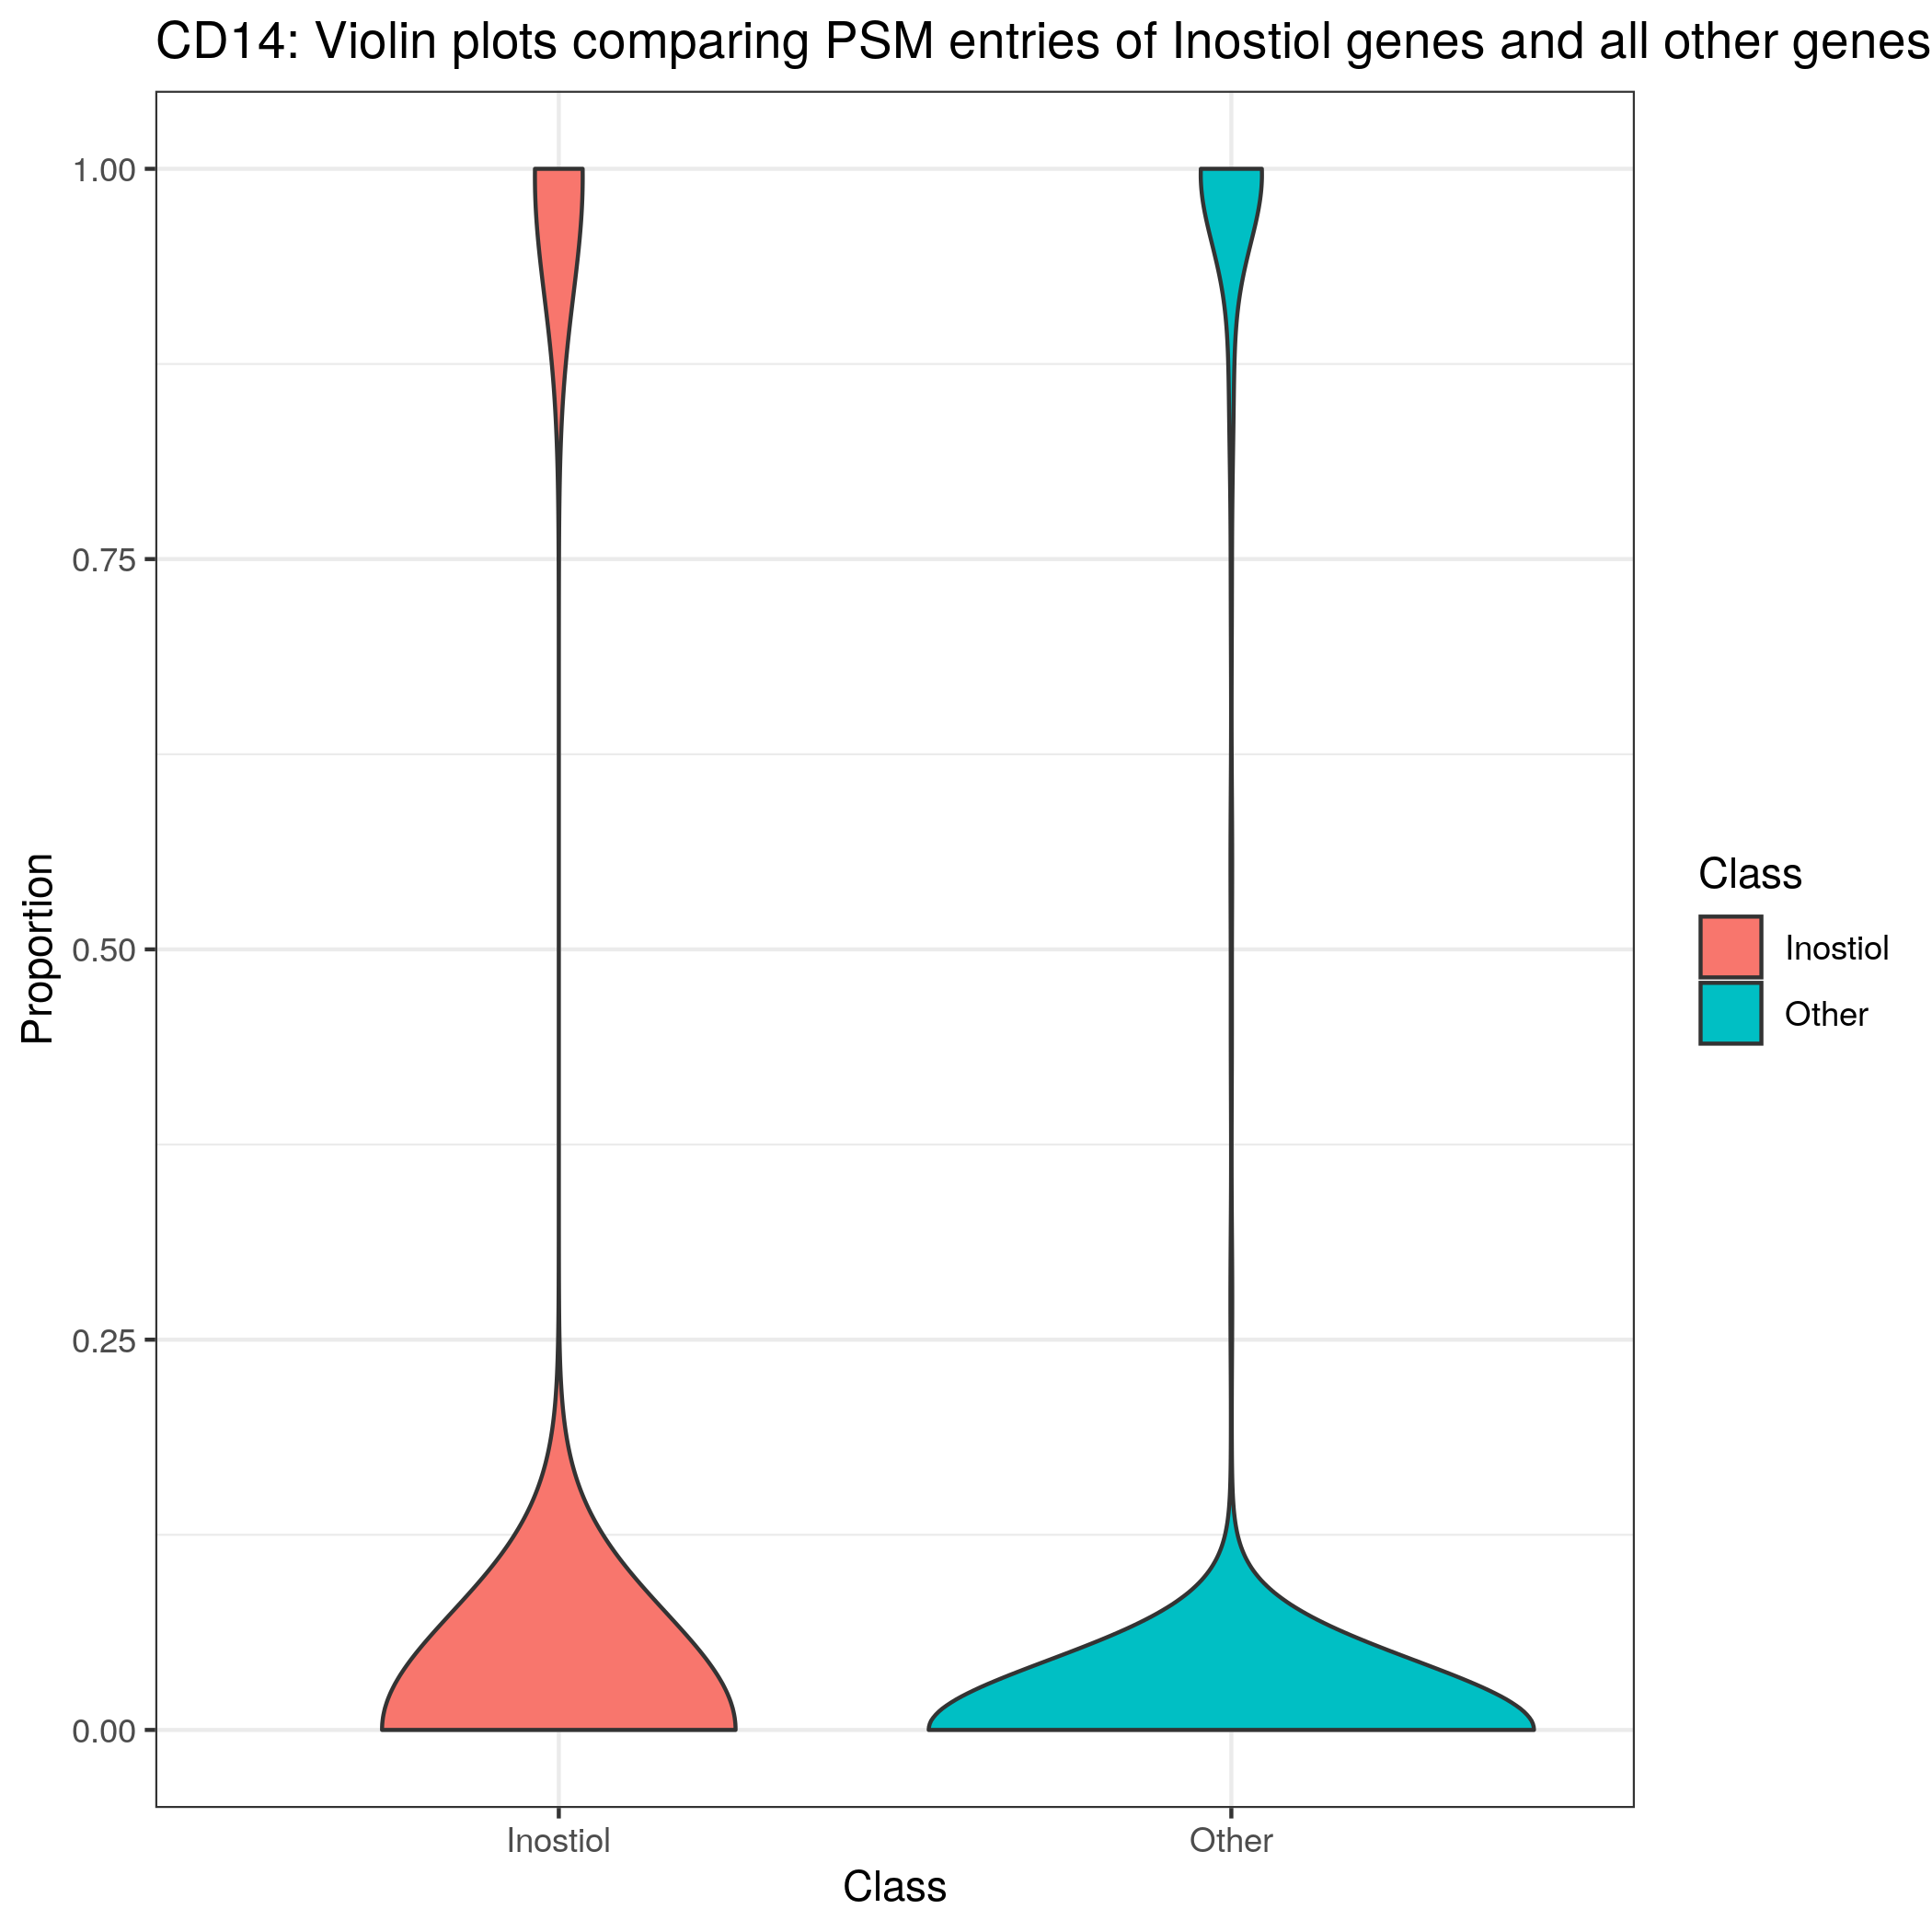 CD14: Violin plots comparing PSM entries of Inostiol genes and all other genes
1.00
0.75
0.50
0.25
0.00
Proportion
Inostiol
Other
Class
Class
Inostiol
Other